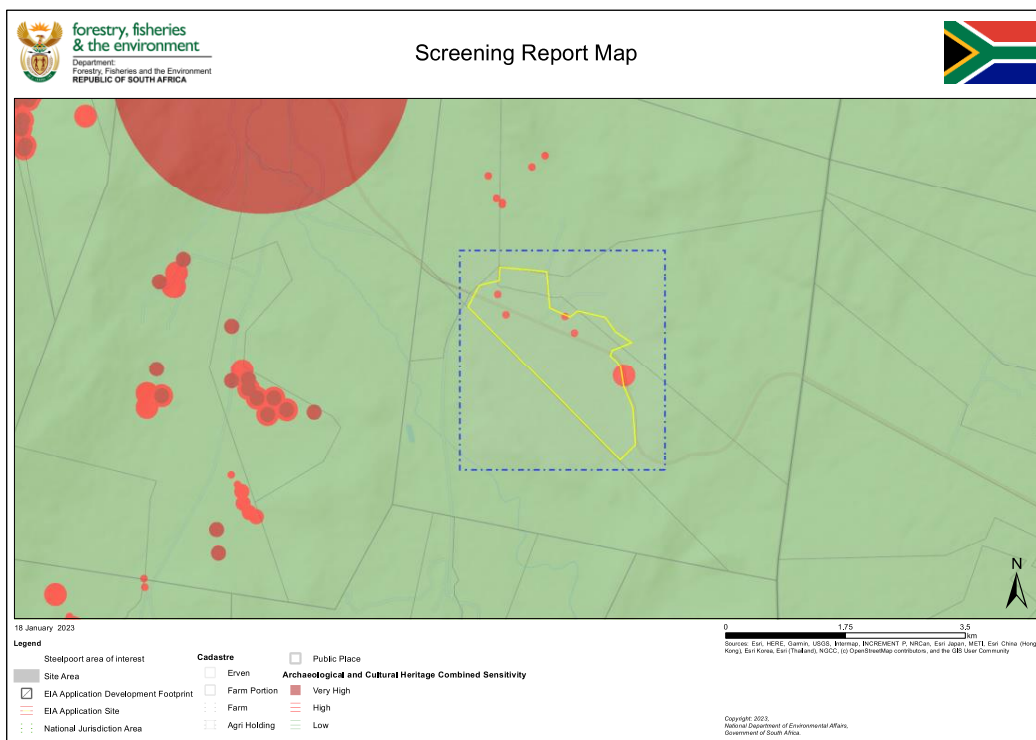 forestry, fisheries
& the environment
Department:
Forestry, Fisheries and the Environment
REPUBLIC OF SOUTH AFRICA
Screening Report Map
N
18 January 2023
Legend
Steelpoort area of interest
Site Area
EIA Application Development Footprint
EIA Application Site
National Jurisdiction Area
Cadastre
Erven
Farm Portion
Farm
Agri Holding
Public Place
Archaeological and Cultural Heritage Combined Sensitivity
Very High
High
Low
0 1.75 3.5
km
Sources: Esri, HERE, Garmin, USGS, Intermap, INCREMENT P, NRCan, Esri Japan, METI, Esri China (Hong
Kong), Esri Korea, Esri (Thailand), NGCC, (c) OpenStreetMap contributors, and the GIS User Community
Copyright: 2023,
National Department of Environmental Affairs,
Government of South Africa.